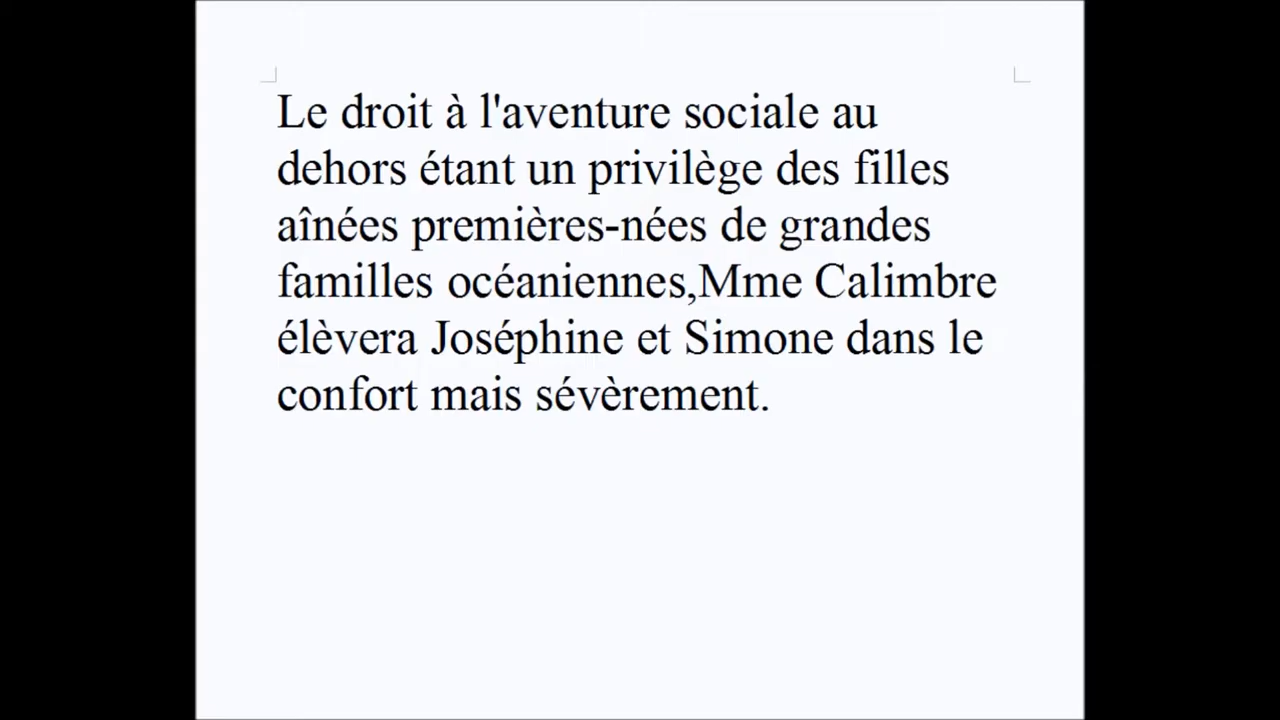 Le droit à l'aventure sociale au
dehors étant un privilège des filles
aînées premières-nées de grandes
familles océaniennes,Mme Calimbre
élèvera Joséphine et Simone dans le
confort mais sévèrement.